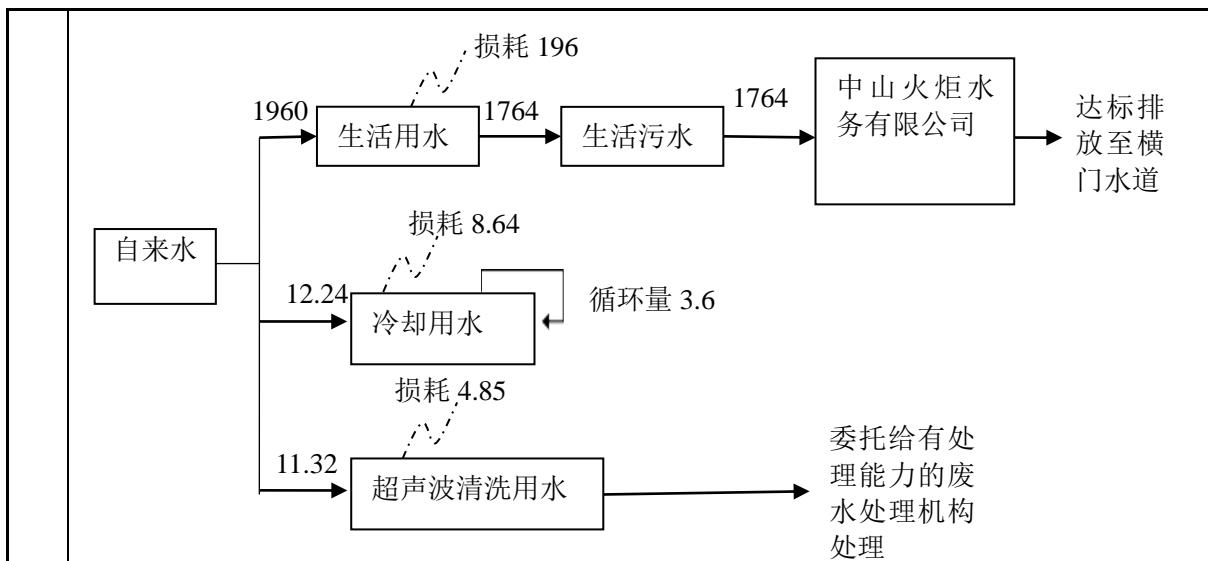 损耗 196
1960
生活用水
1764
生活污水
1764
中山火炬水
务有限公司
达标排
放至横
门水道
自来水
损耗 8.64
12.24
冷却用水
循环量 3.6
损耗 4.85
11.32
超声波清洗用水
委托给有处
理能力的废
水处理机构
处理